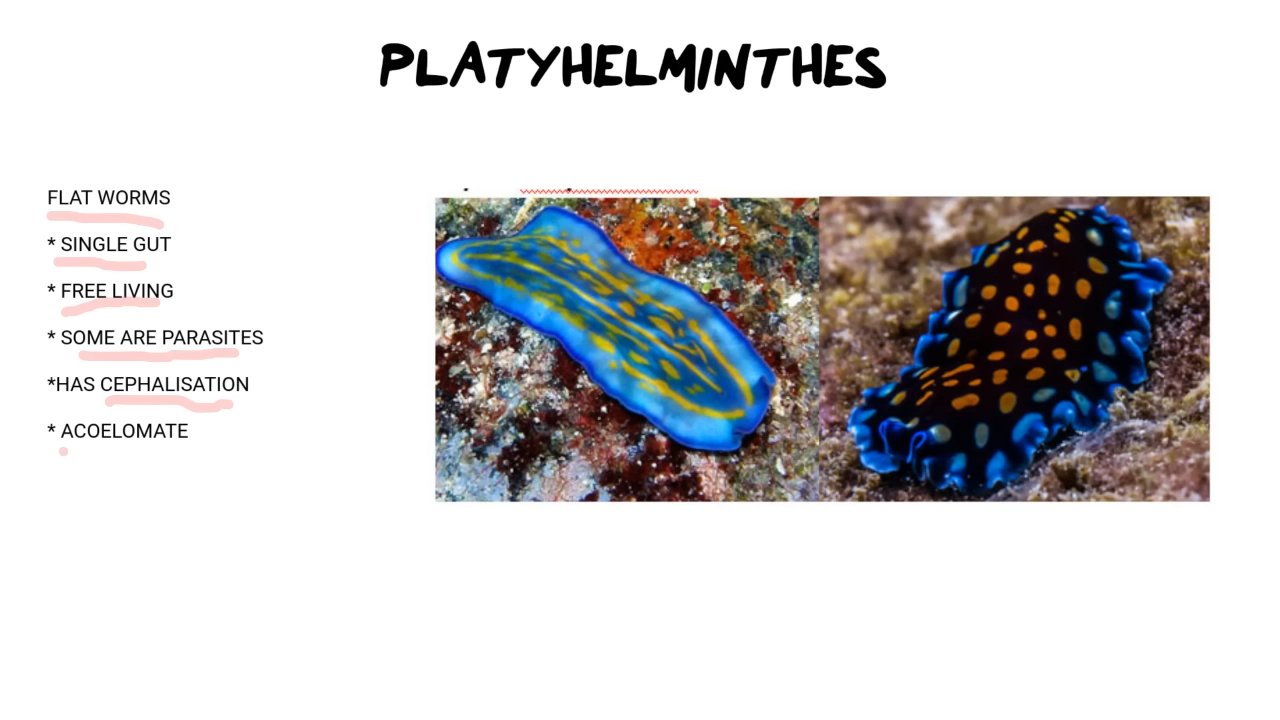 PLATYHELMINTHES
FLAT WORMS
* SINGLE GUT
* FREE LIVING
* SOME ARE PARASITES
*HAS CEPHALISATION
* ACOELOMATE